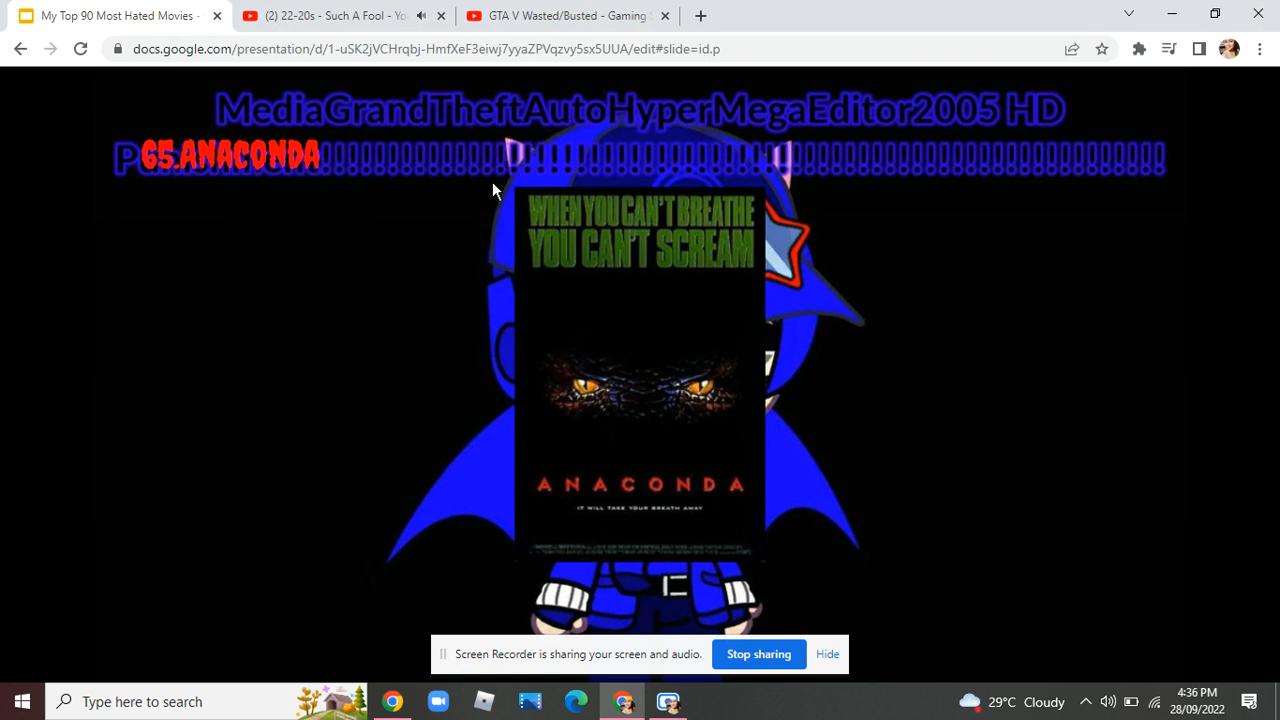 My Top 90 Most Hated Movies -
(2) 22-20s - Such A Fool - Yo
GTA V Wasted/Busted - Gaming
docs.google.com/presentation/d/1-uSK2jVCHrqbj-HmfXeF3eiwj7yyaZPVqzvy5sx5UUA/edit#slide=id.p
MediaGrandTheftAutoHyperMegaEditor2005 HD
65.ANACONDA
WHEN YOU CAN'T BREATHE
YOU CAN'T SCREAM
ANACONDA
IT WILL TAKE YOUR BREATH AWAY
Screen Recorder is sharing your screen and audio.
Stop sharing
Hide
Type here to search
29°C Cloudy
4:36 PM
28/09/2022